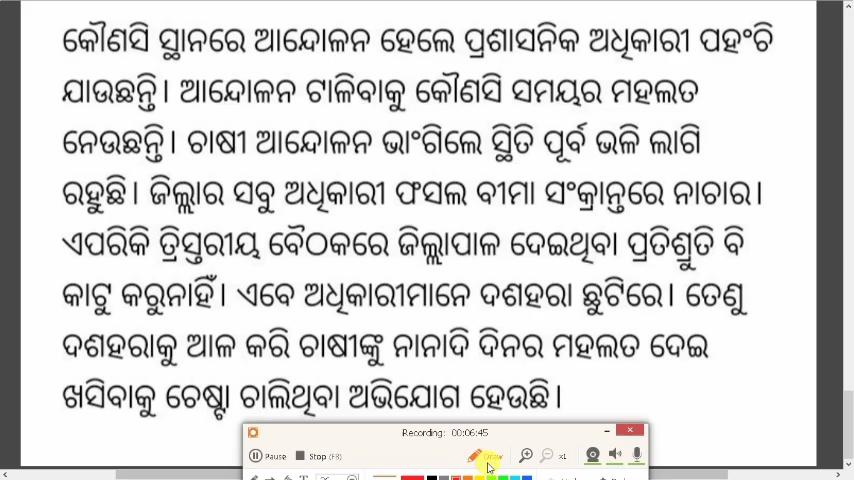 କୌଣସି ସ୍ଥାନରେ ଆନ୍ଦୋଳନ ହେଲେ ପ୍ରଶାସନିକ ଅଧିକାରୀ ପହଂଚି
ଯାଉଛନ୍ତି। ଆନ୍ଦୋଳନ ଟାଳିବାକୁ କୌଣସି ସମୟର ମହଲତ
ନେଉଛନ୍ତି। ଚାଷୀ ଆନ୍ଦୋଳନ ଭାଂଗିଲେ ସ୍ଥିତି ପୂର୍ବ ଭଳି ଲାଗି
ରହୁଛି। ଜିଲ୍ଲାର ସବୁ ଅଧିକାରୀ ଫସଲ ବୀମା ସଂକ୍ରାନ୍ତରେ ନାଚାର।
ଏପରିକି ତ୍ରିସ୍ତରୀୟ ବୈଠକରେ ଜିଲ୍ଲାପାଳ ଦେଇଥିବା ପ୍ରତିଶ୍ରୁତି ବି
କାଟୁ କରୁନାହିଁ। ଏବେ ଅଧିକାରୀମାନେ ଦଶହରା ଛୁଟିରେ। ତେଣୁ
ଦଶହରାକୁ ଆଳ କରି ଚାଷୀଙ୍କୁ ନାନାଦି ଦିନର ମହଲତ ଦେଇ
ଖସିବାକୁ ଚେଷ୍ଟା ଚାଲିଥିବା ଅଭିଯୋଗ ହେଉଛି।
Recording: 00:06:45
Pause Stop (F8) Draw x1